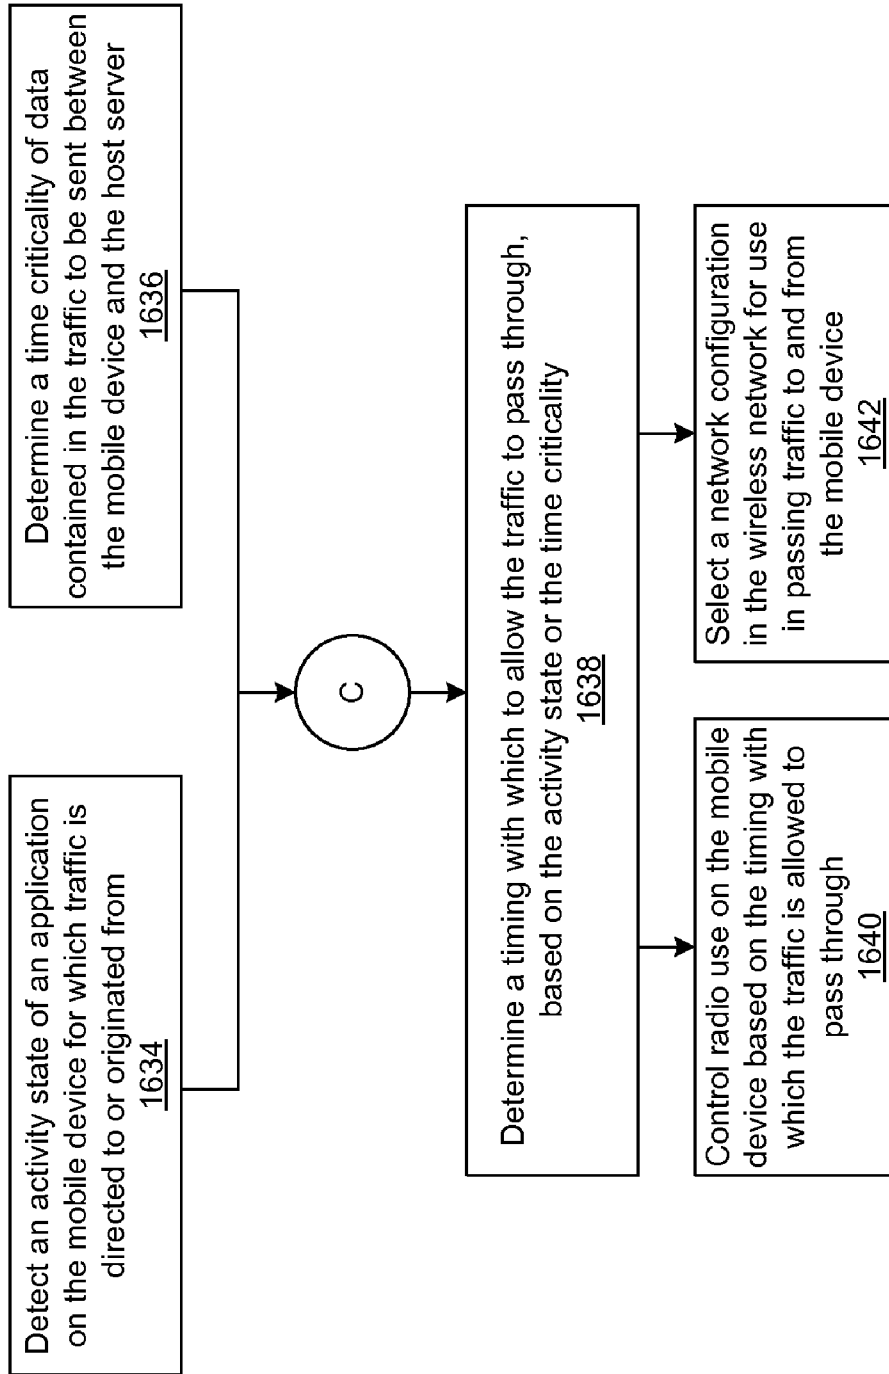 Detect an activity state of an application
on the mobile device for which traffic is
directed to or originated from
1634
Determine a time criticality of data
contained in the traffic to be sent between
the mobile device and the host server
1636
C
Determine a timing with which to allow the traffic to pass through,
based on the activity state or the time criticality
1638
Control radio use on the mobile
device based on the timing with
which the traffic is allowed to
pass through
1640
Select a network configuration
in the wireless network for use
in passing traffic to and from
the mobile device
1642